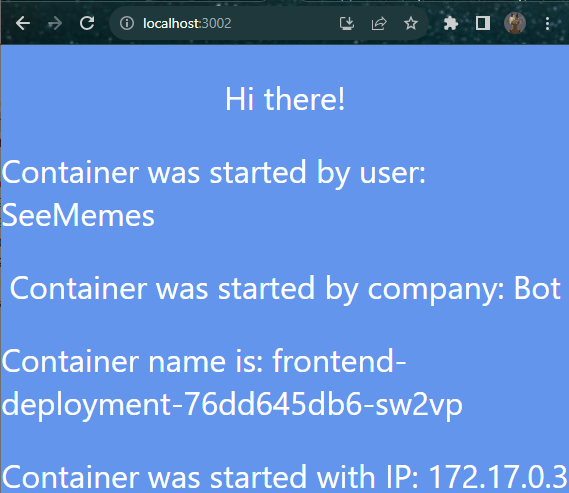 localhost:3002
Hi there!
Container was started by user:
SeeMemes
Container was started by company: Bot
Container name is: frontend-
deployment-76dd645db6-sw2vp
Container was started with IP: 172.17.0.3